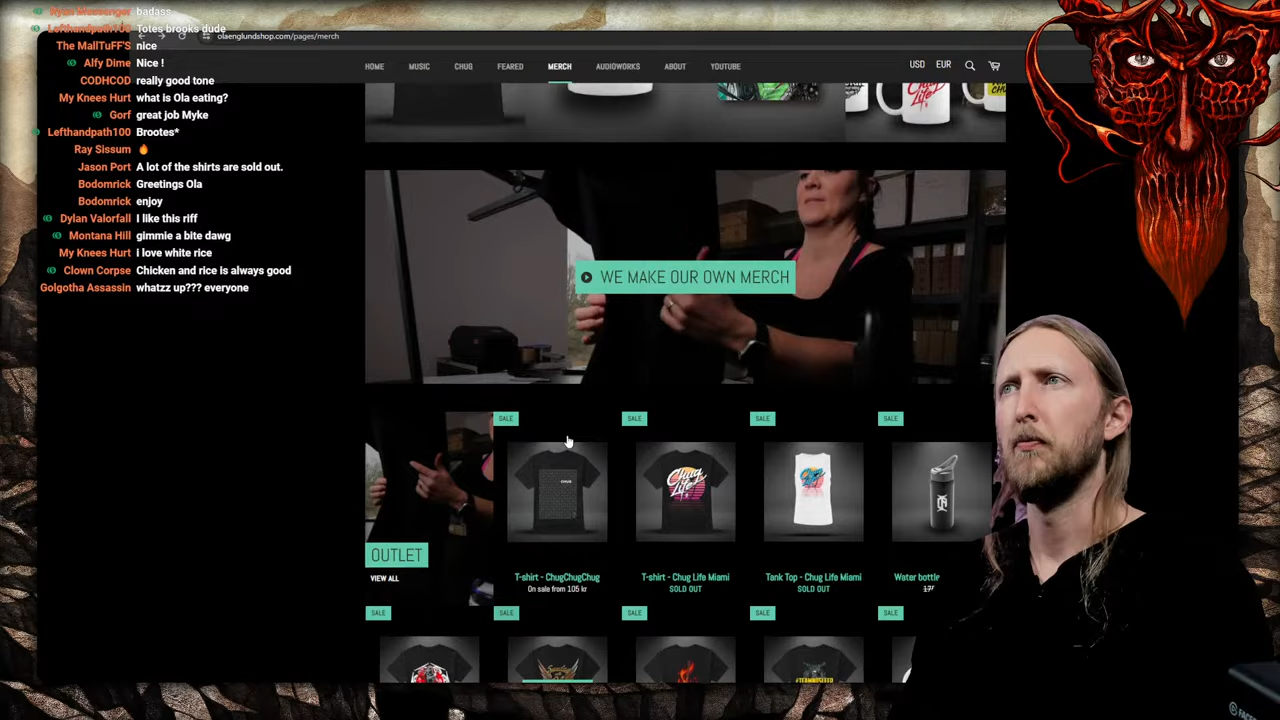 badass
Lefthandpath100 Totes brooks dude
The MallTuFF'S nice
Alfy Dime Nice !
CODHCOD really good tone
My Knees Hurt what is Ola eating?
Gorf great job Myke
Lefthandpath100 Brootes*
Ray Sissum 🔥
Jason Port A lot of the shirts are sold out.
Bodomrick Greetings Ola
Bodomrick enjoy
Dylan Valorfall I like this riff
Montana Hill gimmie a bite dawg
My Knees Hurt i love white rice
Clown Corpse Chicken and rice is always good
Golgotha Assassin whatzz up??? everyone
olaenglundshop.com/pages/merch
HOME MUSIC CHUG FEARED MERCH AUDIOWORKS ABOUT YOUTUBE
USD EUR
WE MAKE OUR OWN MERCH
SALE SALE SALE SALE
CHUG
Chug Life
OUTLET
VIEW ALL
T-shirt - ChugChugChug
On sale from 105 kr
T-shirt - Chug Life Miami
SOLD OUT
Tank Top - Chug Life Miami
SOLD OUT
Water bottle
SALE SALE SALE SALE SALE